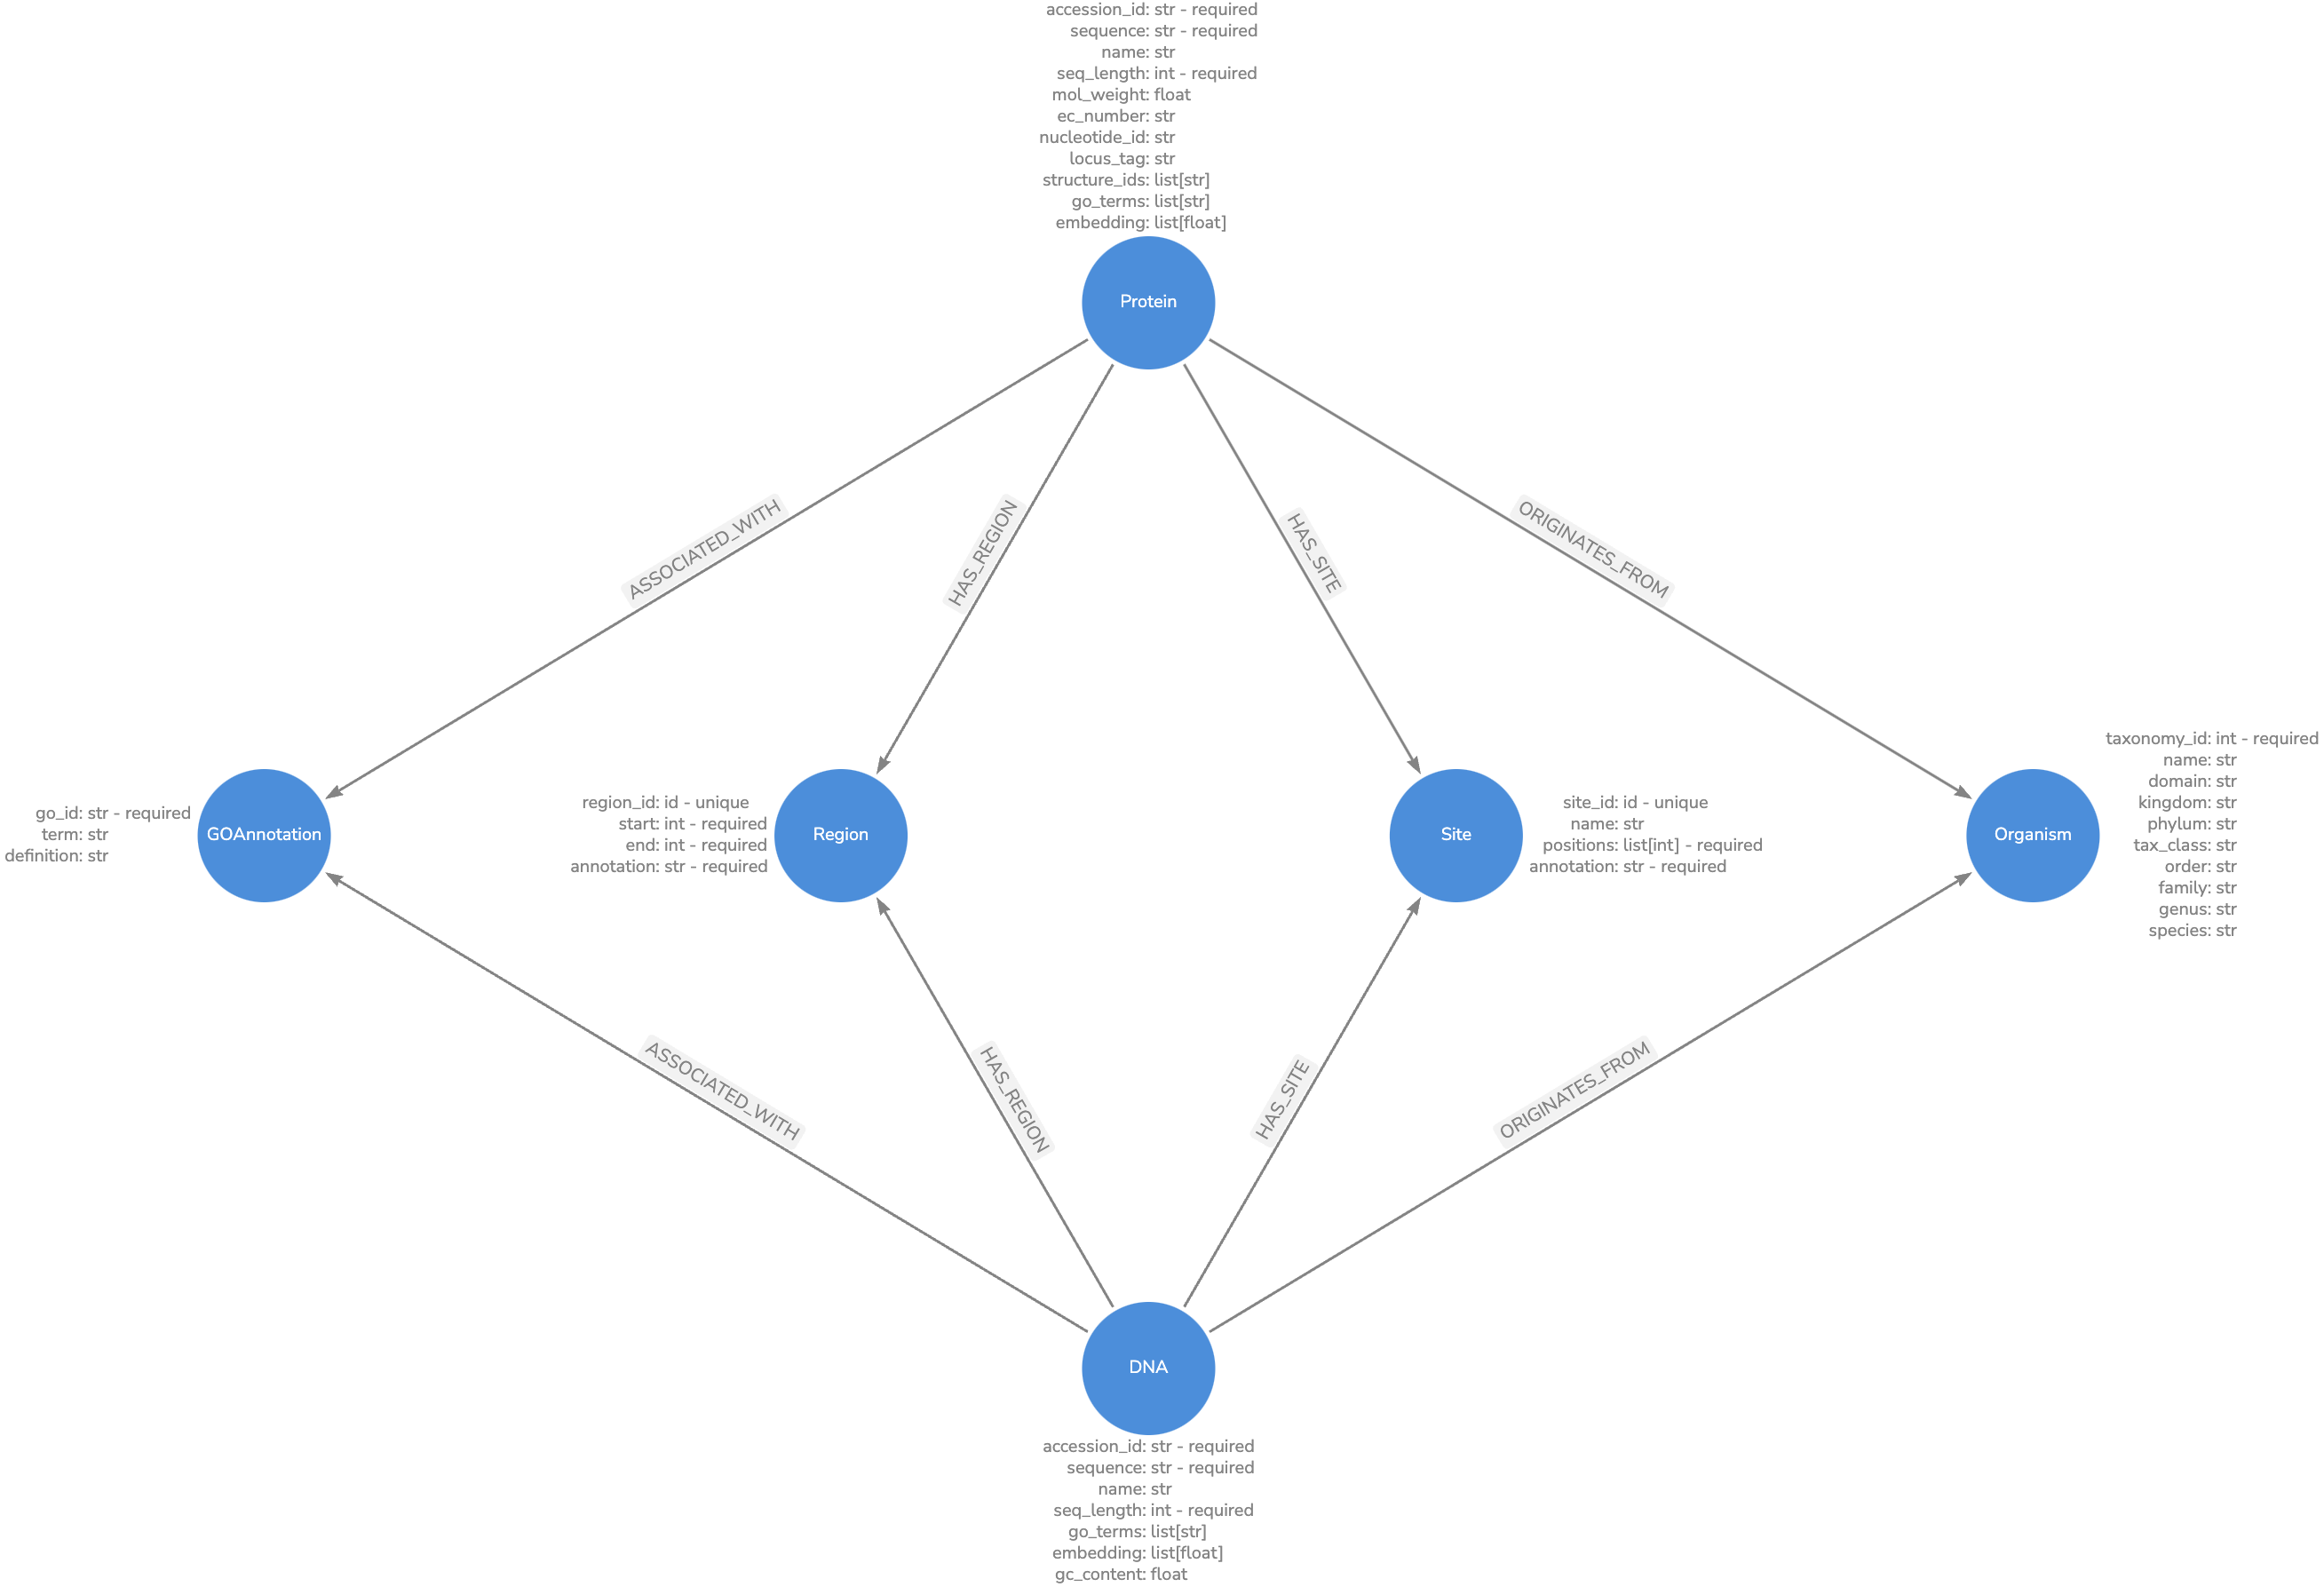 accession_id: str - required
sequence: str - required
name: str
seq_length: int - required
mol_weight: float
ec_number: str
nucleotide_id: str
locus_tag: str
structure_ids: list[str]
go_terms: list[str]
embedding: list[float]
Protein
ASSOCIATED_WITH
HAS_REGION
HAS_SITE
ORIGINATES_FROM
go_id: str - required
term: str
definition: str
GOAnnotation
region_id: id - unique
start: int - required
end: int - required
annotation: str - required
Region
Site
site_id: id - unique
name: str
positions: list[int] - required
annotation: str - required
Organism
taxonomy_id: int - required
name: str
domain: str
kingdom: str
phylum: str
tax_class: str
order: str
family: str
genus: str
species: str
ASSOCIATED_WITH
HAS_REGION
HAS_SITE
ORIGINATES_FROM
DNA
accession_id: str - required
sequence: str - required
name: str
seq_length: int - required
go_terms: list[str]
embedding: list[float]
gc_content: float